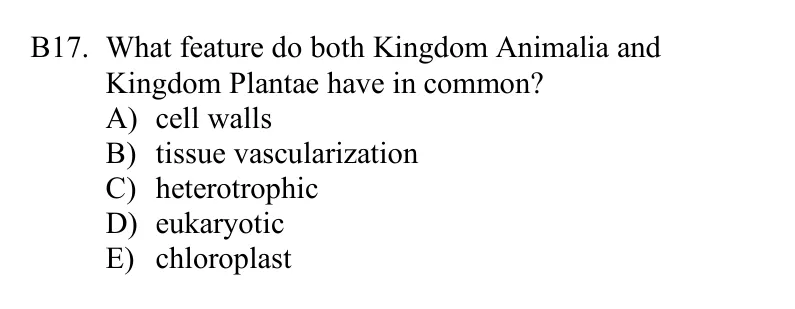 B17. What feature do both Kingdom Animalia and
Kingdom Plantae have in common?
A) cell walls
B) tissue vascularization
C) heterotrophic
D) eukaryotic
E) chloroplast